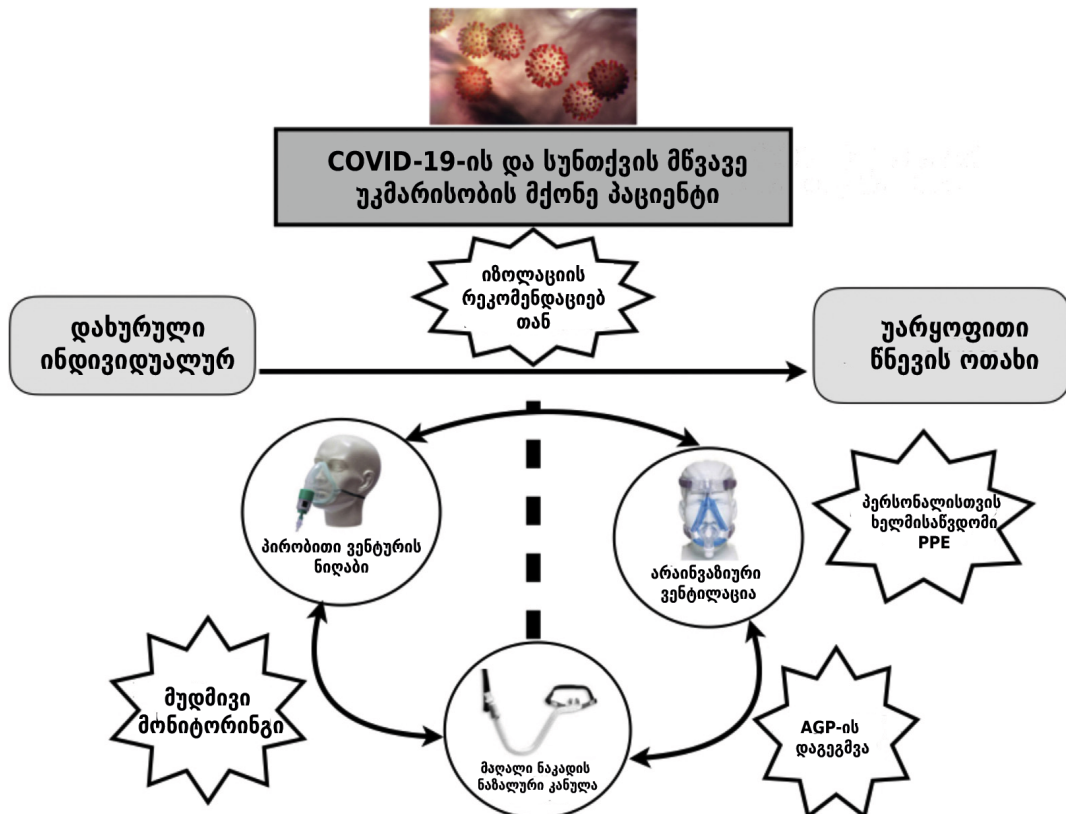 COVID-19-ის და სუნთქვის მწვავე
უკმარისობის მქონე პაციენტი
იზოლაციის
რეკომენდაციებ
თან
დახურული
ინდივიდუალურ
უარყოფითი
წნევის ოთახი
პირობითი ვენტურის
ნიღაბი
არაინვაზიური
ვენტილაცია
პერსონალისთვის
ხელმისაწვდომი
PPE
მუდმივი
მონიტორინგი
მაღალი ნაკადის
ნაზალური კანულა
AGP-ის
დაგეგმვა